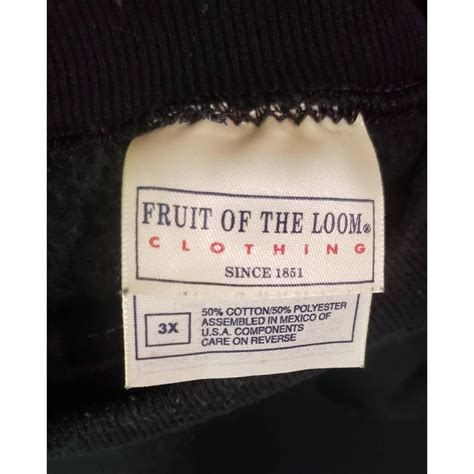 FRUIT OF THE LOOM®
CLOTHING
SINCE 1851
3X
50% COTTON/50% POLYESTER
ASSEMBLED IN MEXICO OF
U.S.A. COMPONENTS
CARE ON REVERSE